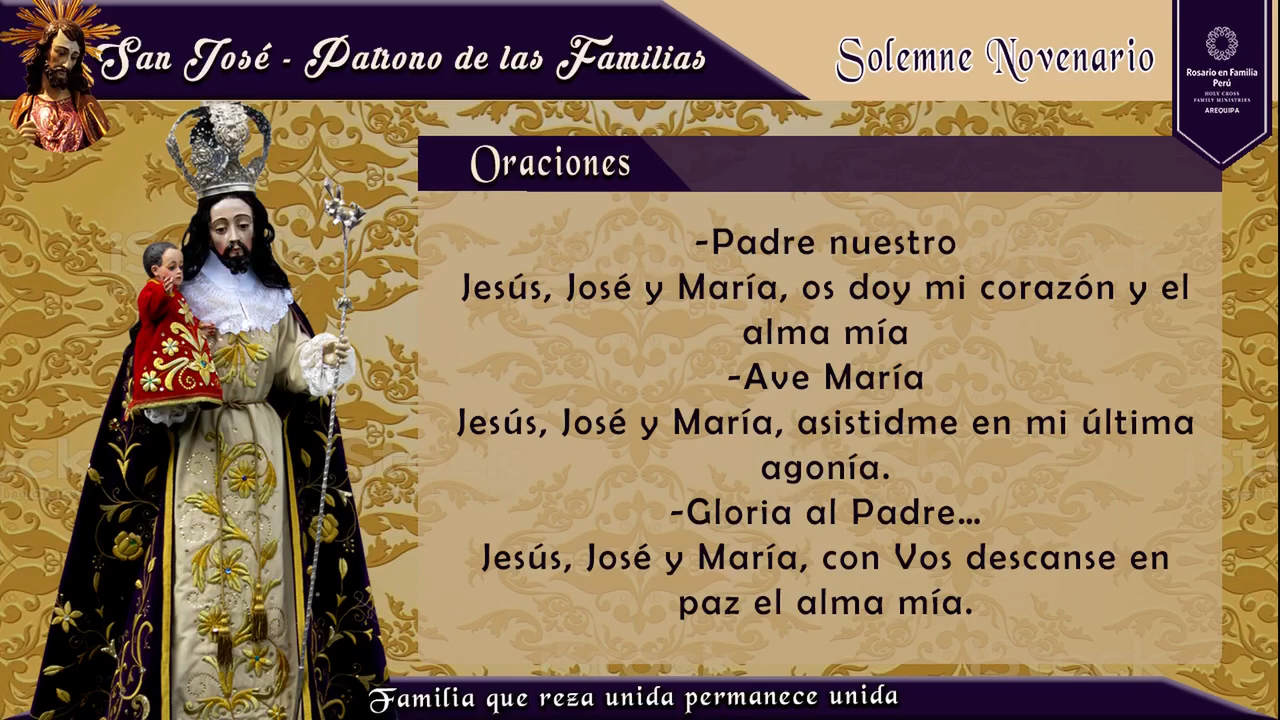 San José - Patrono de las Familias
Solemne Novenario
Rosario en Familia
Perú
HOLY CROSS
FAMILY MINISTRIES
AREQUIPA
Oraciones
-Padre nuestro
Jesús, José y María, os doy mi corazón y el
alma mía
-Ave María
Jesús, José y María, asistidme en mi última
agonía.
-Gloria al Padre...
Jesús, José y María, con Vos descanse en
paz el alma mía.
Familia que reza unida permanece unida